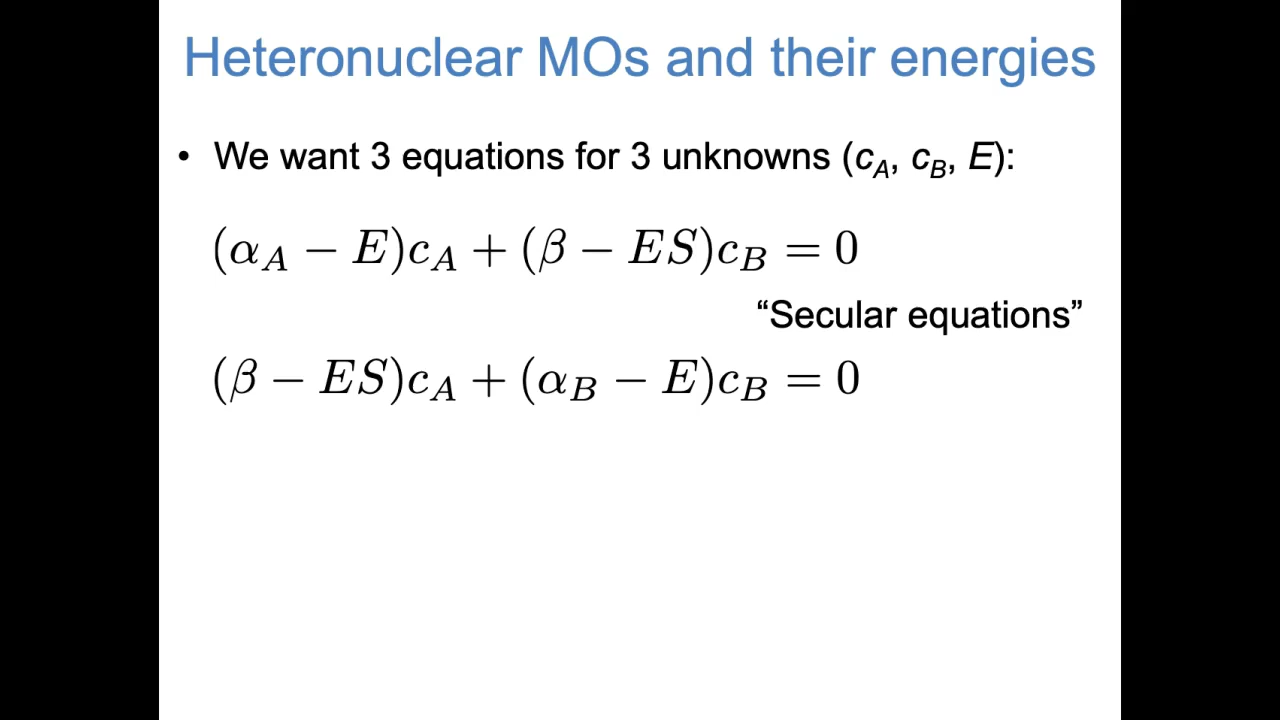 Heteronuclear MOs and their energies
• We want 3 equations for 3 unknowns (c_A, c_B, E):
(α_A − E)c_A + (β − ES)c_B = 0
“Secular equations”
(β − ES)c_A + (α_B − E)c_B = 0